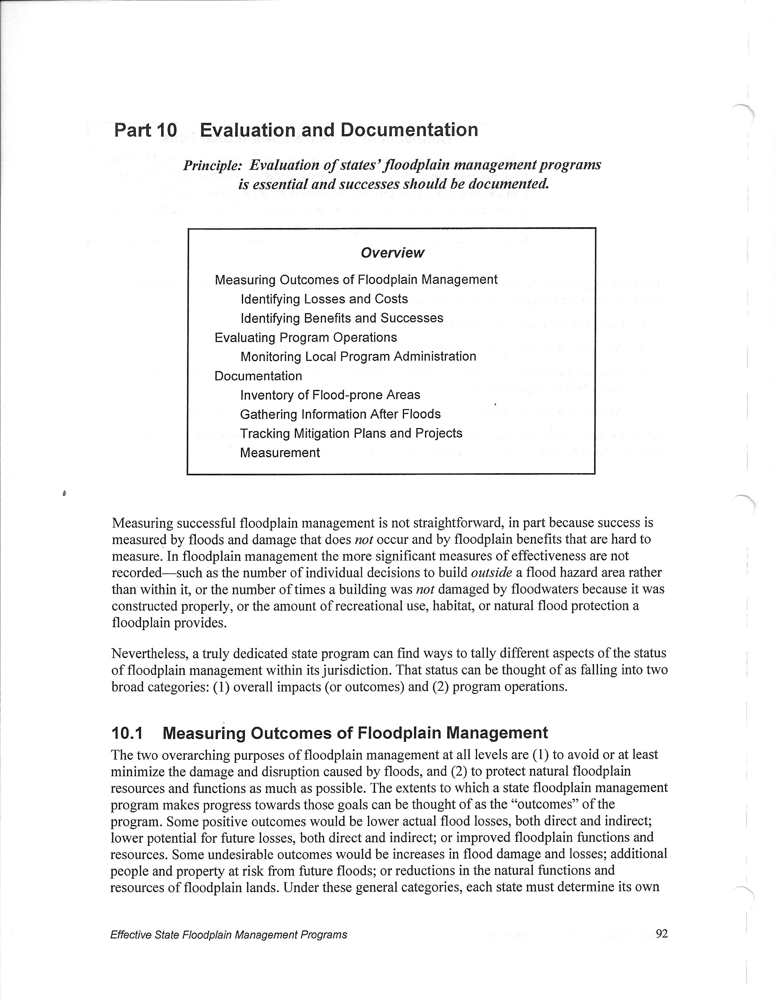 Part 10 Evaluation and Documentation
Principle: Evaluation of states' floodplain management programs
is essential and successes should be documented.
Overview
Measuring Outcomes of Floodplain Management
Identifying Losses and Costs
Identifying Benefits and Successes
Evaluating Program Operations
Monitoring Local Program Administration
Documentation
Inventory of Flood-prone Areas
Gathering Information After Floods
Tracking Mitigation Plans and Projects
Measurement
Measuring successful floodplain management is not straightforward, in part because success is
measured by floods and damage that does not occur and by floodplain benefits that are hard to
measure. In floodplain management the more significant measures of effectiveness are not
recorded—such as the number of individual decisions to build outside a flood hazard area rather
than within it, or the number of times a building was not damaged by floodwaters because it was
constructed properly, or the amount of recreational use, habitat, or natural flood protection a
floodplain provides.
Nevertheless, a truly dedicated state program can find ways to tally different aspects of the status
of floodplain management within its jurisdiction. That status can be thought of as falling into two
broad categories: (1) overall impacts (or outcomes) and (2) program operations.
10.1 Measuring Outcomes of Floodplain Management
The two overarching purposes of floodplain management at all levels are (1) to avoid or at least
minimize the damage and disruption caused by floods, and (2) to protect natural floodplain
resources and functions as much as possible. The extents to which a state floodplain management
program makes progress towards those goals can be thought of as the “outcomes” of the
program. Some positive outcomes would be lower actual flood losses, both direct and indirect;
lower potential for future losses, both direct and indirect; or improved floodplain functions and
resources. Some undesirable outcomes would be increases in flood damage and losses; additional
people and property at risk from future floods; or reductions in the natural functions and
resources of floodplain lands. Under these general categories, each state must determine its own
Effective State Floodplain Management Programs 92